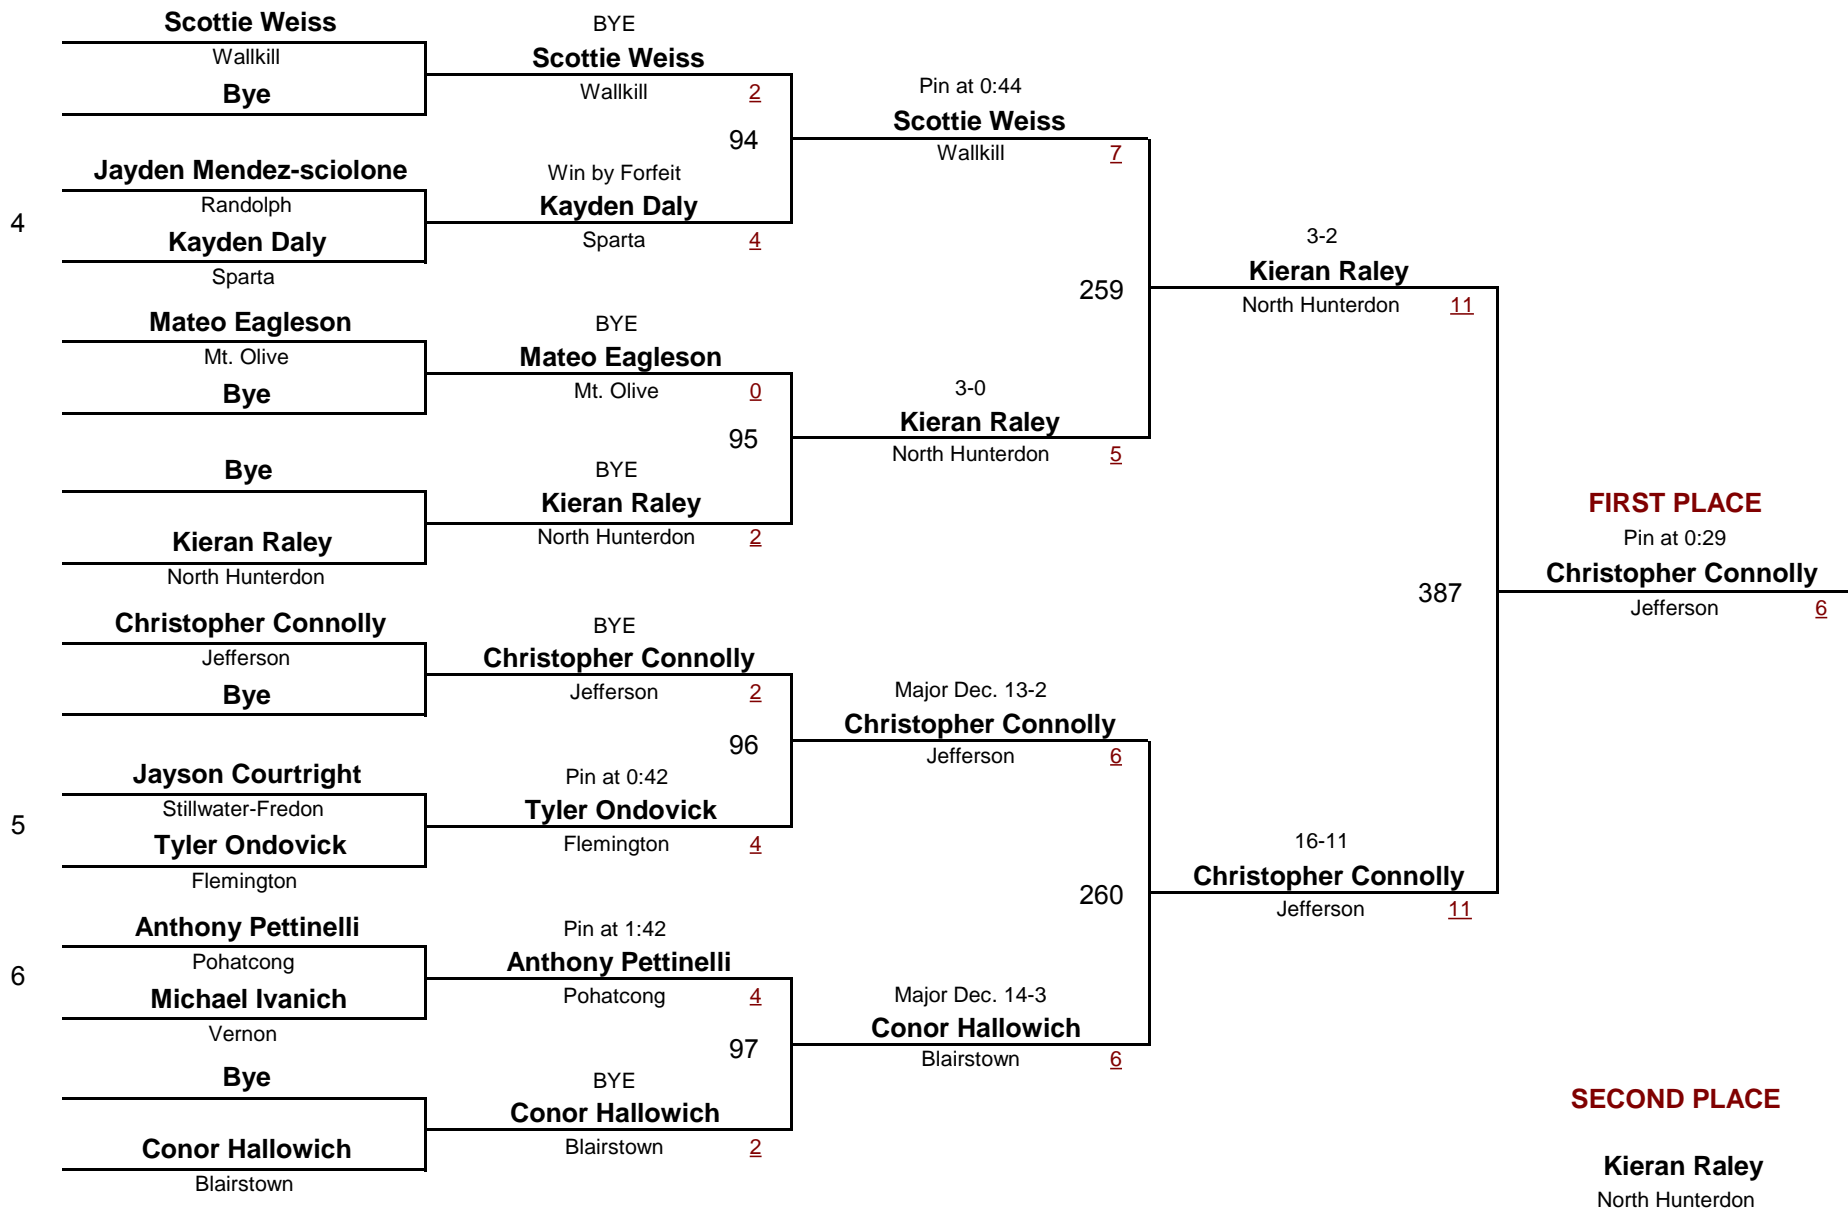 Scottie Weiss
Wallkill
Bye
4
Jayden Mendez-sciolone
Randolph
Kayden Daly
Sparta
Mateo Eagleson
Mt. Olive
Bye
Bye
Kieran Raley
North Hunterdon
Christopher Connolly
Jefferson
Bye
5
Jayson Courtright
Stillwater-Fredon
Tyler Ondovick
Flemington
6
Anthony Pettinelli
Pohatcong
Michael Ivanich
Vernon
Bye
Conor Hallowich
Blairstown
BYE
Scottie Weiss
Wallkill 2
94
Win by Forfeit
Kayden Daly
Sparta 4
BYE
Mateo Eagleson
Mt. Olive 0
95
BYE
Kieran Raley
North Hunterdon 2
BYE
Christopher Connolly
Jefferson 2
96
Pin at 0:42
Tyler Ondovick
Flemington 4
Pin at 1:42
Anthony Pettinelli
Pohatcong 4
97
BYE
Conor Hallowich
Blairstown 2
Pin at 0:44
Scottie Weiss
Wallkill 7
259
3-0
Kieran Raley
North Hunterdon 5
Major Dec. 13-2
Christopher Connolly
Jefferson 6
260
Major Dec. 14-3
Conor Hallowich
Blairstown 6
3-2
Kieran Raley
North Hunterdon 11
387
16-11
Christopher Connolly
Jefferson 11
FIRST PLACE
Pin at 0:29
Christopher Connolly
Jefferson 6
SECOND PLACE
Kieran Raley
North Hunterdon